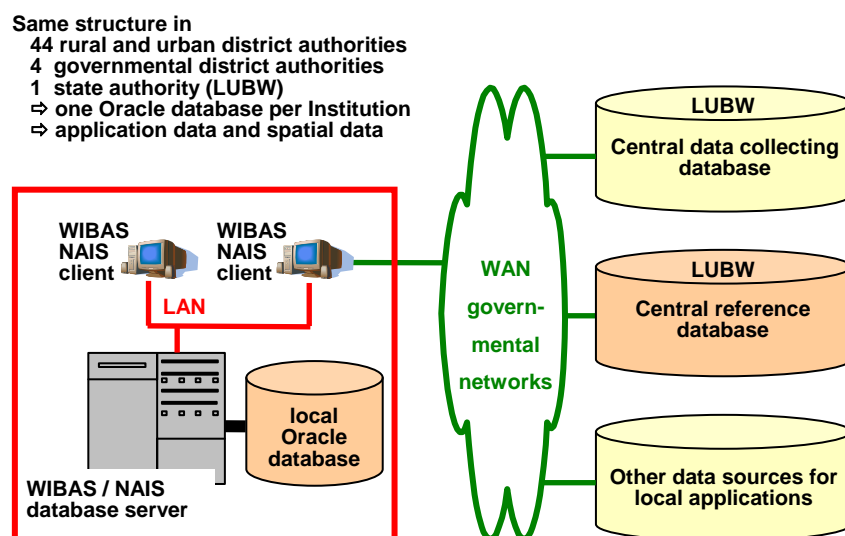 Same structure in
44 rural and urban district authorities
4 governmental district authorities
1 state authority (LUBW)
⇨ one Oracle database per Institution
⇨ application data and spatial data
WIBAS
NAIS
client
WIBAS
NAIS
client
LAN
local
Oracle
database
WIBAS / NAIS
database server
WAN
govern-
mental
networks
LUBW
Central data collecting
database
LUBW
Central reference
database
Other data sources for
local applications